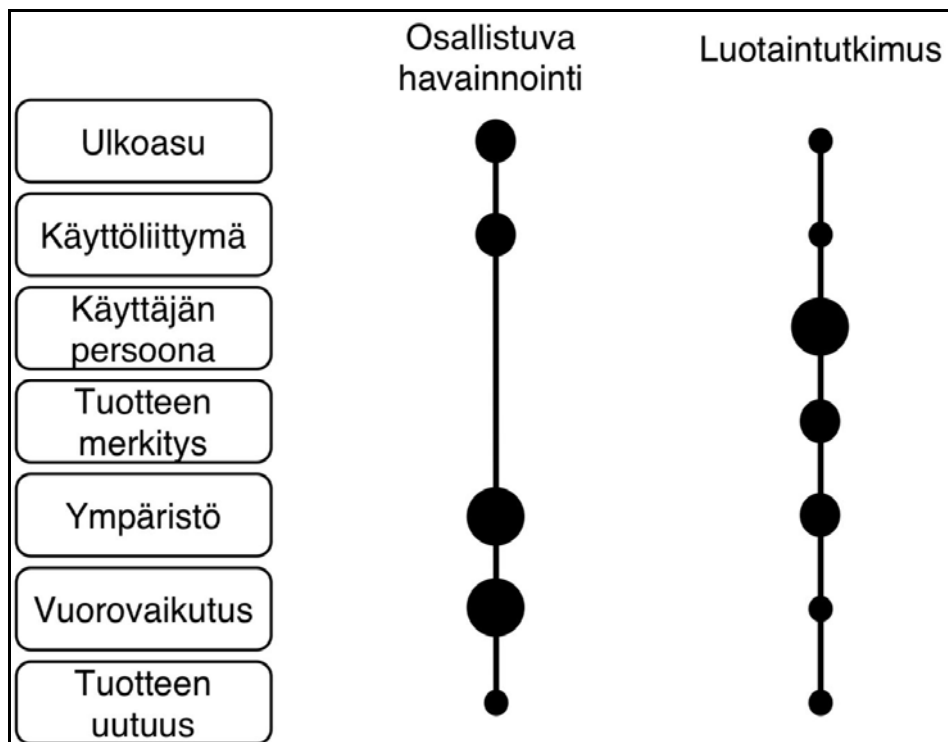 Osallistuva
havainnointi
Luotaintutkimus
Ulkoasu
Käyttöliittymä
Käyttäjän
persoona
Tuotteen
merkitys
Ympäristö
Vuorovaikutus
Tuotteen
uutuus